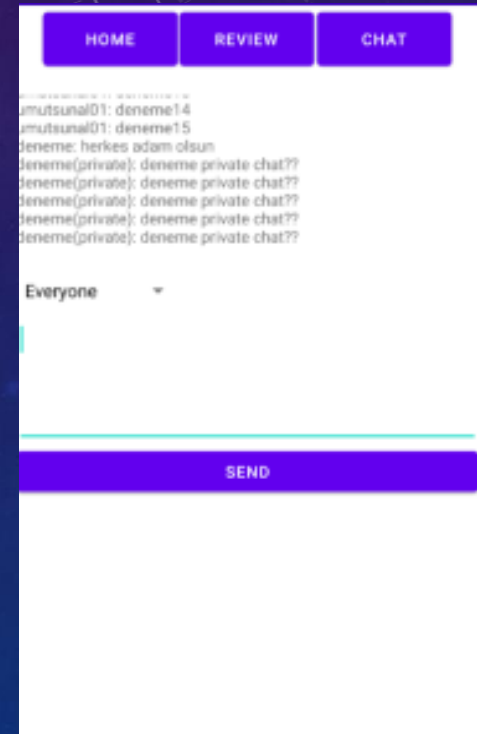 HOME REVIEW CHAT
umutsunal01: deneme14
umutsunal01: deneme15
deneme: herkes adam olsun
deneme(private): deneme private chat??
deneme(private): deneme private chat??
deneme(private): deneme private chat??
deneme(private): deneme private chat??
deneme(private): deneme private chat??
Everyone
SEND